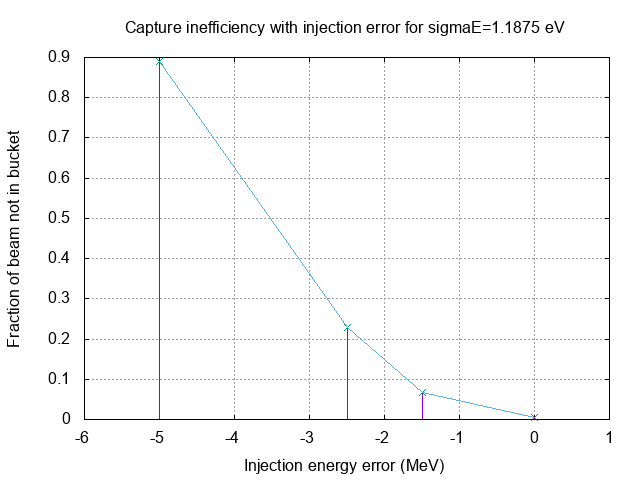 Capture inefficiency with injection error for sigmaE=1.1875 eV
0.9
0.8
0.7
0.6
0.5
0.4
0.3
0.2
0.1
0
Fraction of beam not in bucket
-6 -5 -4 -3 -2 -1 0 1
Injection energy error (MeV)